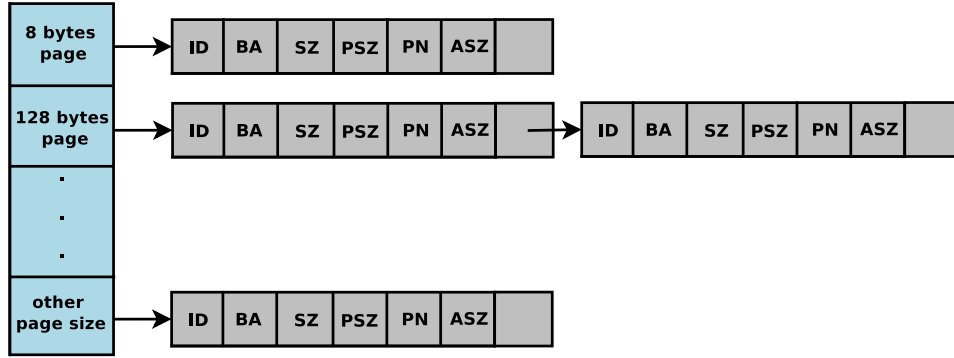 8 bytes
page
ID BA SZ PSZ PN ASZ
128 bytes
page
ID BA SZ PSZ PN ASZ
ID BA SZ PSZ PN ASZ
.
.
.
other
page size
ID BA SZ PSZ PN ASZ